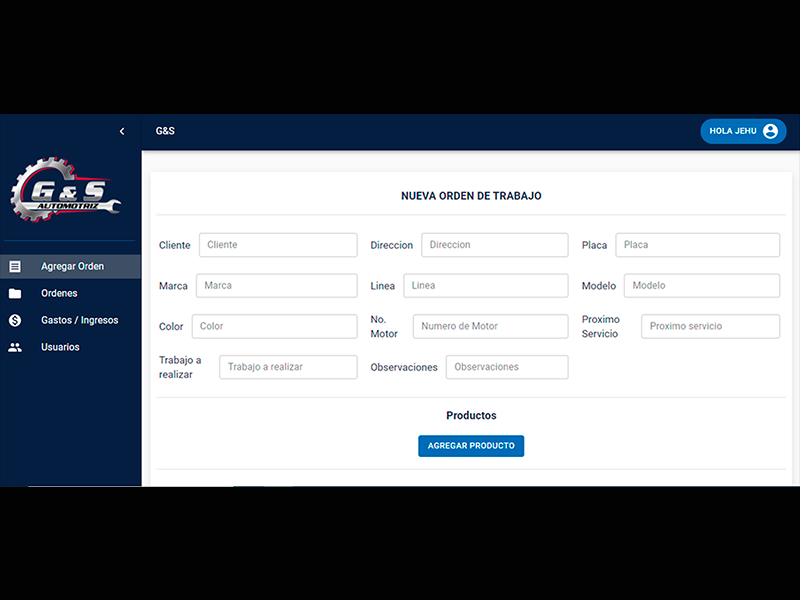 G&S
HOLA JEHU
G&S
AUTOMOTRIZ
Agregar Orden
Ordenes
Gastos / Ingresos
Usuarios
NUEVA ORDEN DE TRABAJO
Cliente Cliente Direccion Direccion Placa Placa
Marca Marca Linea Linea Modelo Modelo
Color Color No. Motor Numero de Motor Proximo Servicio Proximo servicio
Trabajo a realizar Trabajo a realizar Observaciones Observaciones
Productos
AGREGAR PRODUCTO